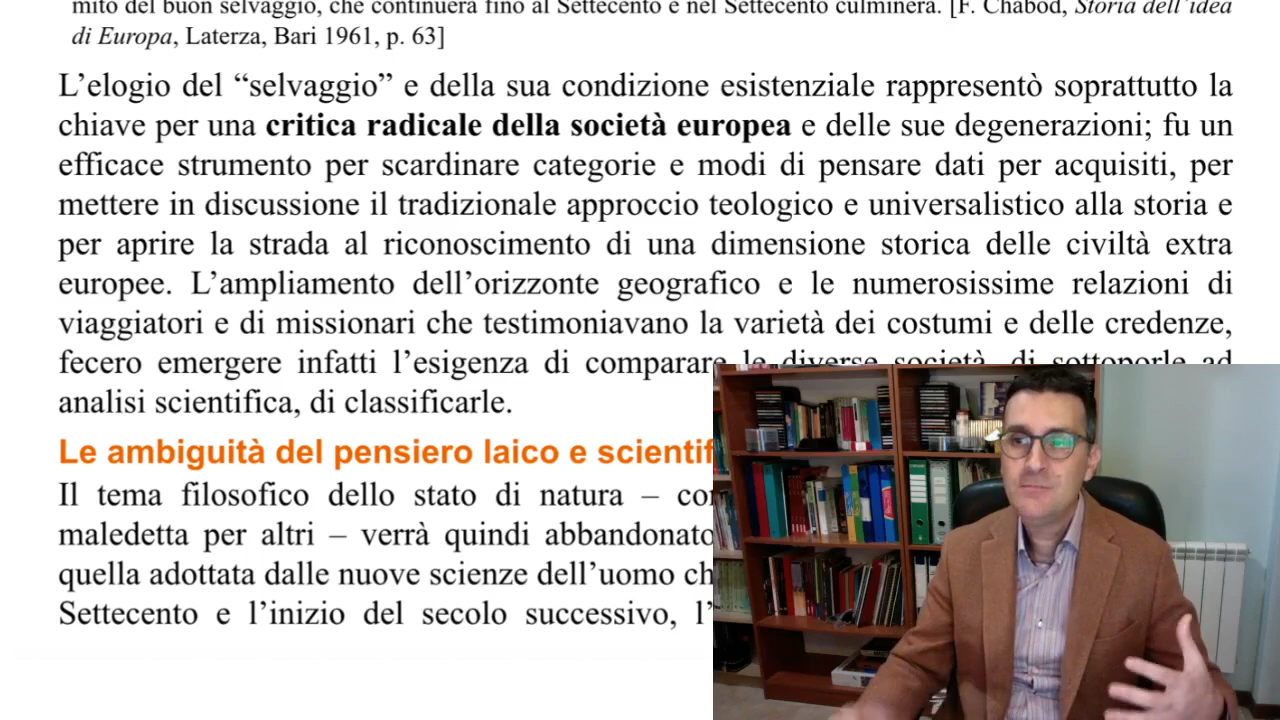 mito del buon selvaggio, che continuerà fino al Settecento e nel Settecento culminerà. [F. Chabod, Storia dell'idea
di Europa, Laterza, Bari 1961, p. 63]
L’elogio del “selvaggio” e della sua condizione esistenziale rappresentò soprattutto la
chiave per una critica radicale della società europea e delle sue degenerazioni; fu un
efficace strumento per scardinare categorie e modi di pensare dati per acquisiti, per
mettere in discussione il tradizionale approccio teologico e universalistico alla storia e
per aprire la strada al riconoscimento di una dimensione storica delle civiltà extra
europee. L’ampliamento dell’orizzonte geografico e le numerosissime relazioni di
viaggiatori e di missionari che testimoniavano la varietà dei costumi e delle credenze,
fecero emergere infatti l’esigenza di comparare le diverse società, di sottoporle ad
analisi scientifica, di classificarle.
Le ambiguità del pensiero laico e scientif
Il tema filosofico dello stato di natura – co
maledetta per altri – verrà quindi abbandonato
quella adottata dalle nuove scienze dell’uomo ch
Settecento e l’inizio del secolo successivo, l’